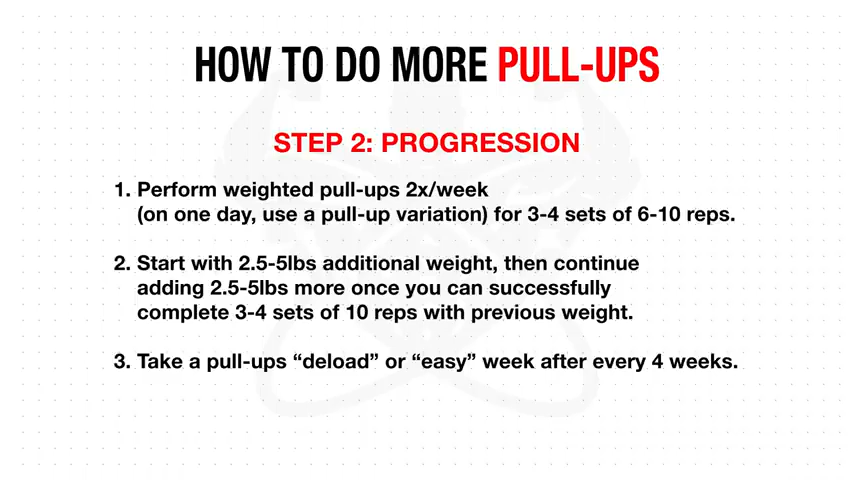 HOW TO DO MORE PULL-UPS
STEP 2: PROGRESSION
1. Perform weighted pull-ups 2x/week
(on one day, use a pull-up variation) for 3-4 sets of 6-10 reps.
2. Start with 2.5-5lbs additional weight, then continue
adding 2.5-5lbs more once you can successfully
complete 3-4 sets of 10 reps with previous weight.
3. Take a pull-ups “deload” or “easy” week after every 4 weeks.